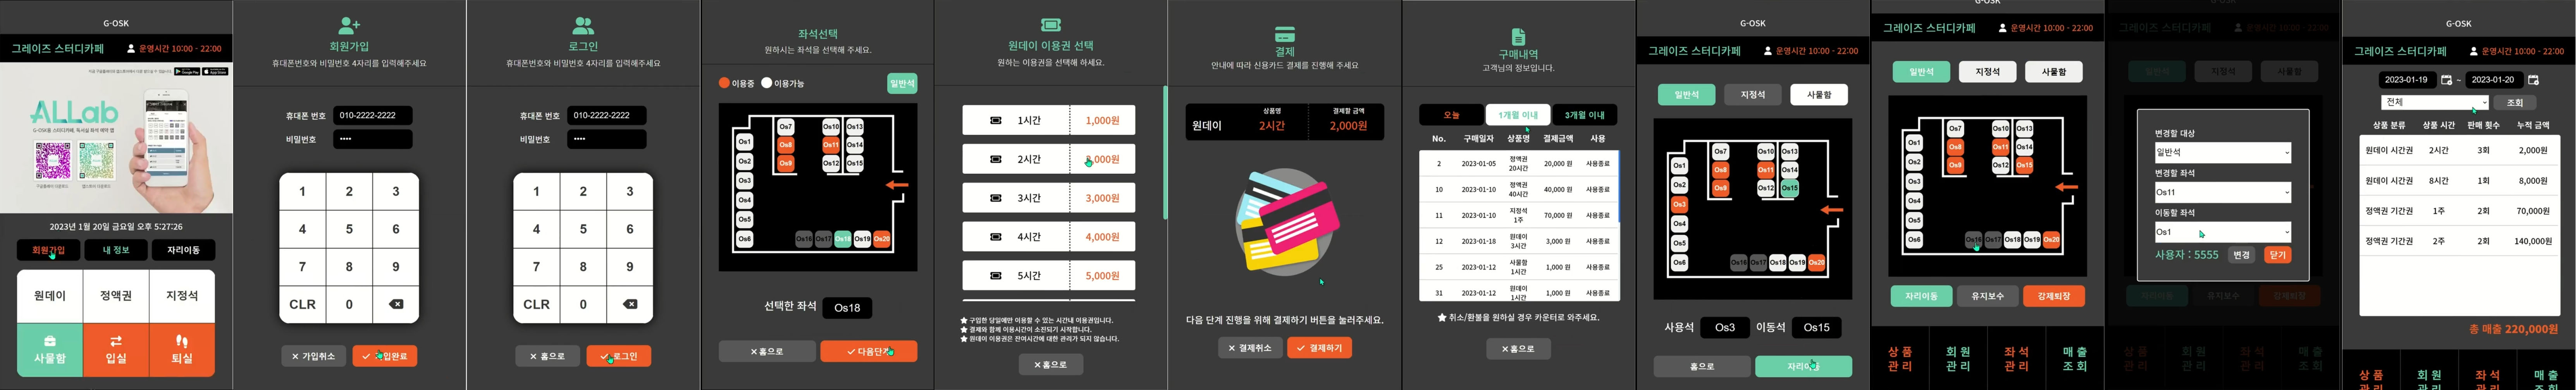 G-OSK
그레이즈 스터디카페
운영시간 10:00 - 22:00
ALLab
G-OSK용 스터디카페, 독서실 좌석 예약 앱
2023년 1월 20일 금요일 오후 5:27:26
회원가입
내 정보
자리이동
원데이
정액권
지정석
사물함
입실
퇴실
회원가입
휴대폰번호와 비밀번호 4자리를 입력해주세요
휴대폰 번호
010-2222-2222
비밀번호
••••
1 2 3
4 5 6
7 8 9
CLR 0
✕ 가입취소
로그인
휴대폰번호와 비밀번호 4자리를 입력해주세요
휴대폰 번호
010-2222-2222
비밀번호
••••
1 2 3
4 5 6
7 8 9
CLR 0
✕ 홈으로
로그인
좌석선택
원하시는 좌석을 선택해 주세요.
이용중
이용가능
일반석
Os7 Os10 Os13
Os1 Os8 Os11 Os14
Os2 Os9 Os12 Os15
Os3
Os4
Os5
Os6 Os16 Os17 Os18 Os19 Os20
선택한 좌석
Os18
✕ 홈으로
원데이 이용권 선택
원하는 이용권을 선택해 하세요.
1시간 1,000원
2시간
3시간 3,000원
4시간 4,000원
5시간 5,000원
★ 구입한 당일에만 이용할 수 있는 시간내 이용권입니다.
★ 결제와 함께 이용시간이 소진되기 시작합니다.
★ 원데이 이용권은 잔여시간에 대한 관리가 되지 않습니다.
✕ 홈으로
결제
안내에 따라 신용카드 결제를 진행해 주세요
원데이
상품명
2시간
결제할 금액
2,000원
다음 단계 진행을 위해 결제하기 버튼을 눌러주세요.
✕ 결제취소
✓ 결제하기
구매내역
고객님의 정보입니다.
오늘
1개월 이내
3개월 이내
No. 구매일자 상품명 결제금액 사용
2 2023-01-05 정액권 20시간 20,000 원 사용종료
10 2023-01-10 정액권 40시간 40,000 원 사용종료
11 2023-01-10 지정석 1주 70,000 원 사용종료
12 2023-01-18 원데이 3시간 3,000 원 사용종료
25 2023-01-12 사물함 1시간 1,000 원 사용종료
31 2023-01-12 원데이 1시간 1,000 원 사용종료
★ 취소/환불을 원하실 경우 카운터로 와주세요.
✕ 홈으로
G-OSK
그레이즈 스터디카페
운영시간 10:00 - 22:00
일반석
지정석
사물함
Os7 Os10 Os13
Os1 Os8 Os11 Os14
Os2 Os9 Os12 Os15
Os3
Os4
Os5
Os6 Os16 Os17 Os18 Os19 Os20
사용석
Os3
이동석
Os15
홈으로
그레이즈 스터디카페
운영시간 10:00 - 22:00
일반석
지정석
사물함
Os7 Os10 Os13
Os1 Os8 Os11 Os14
Os2 Os9 Os12 Os15
Os3
Os4
Os5
Os6 Os16 Os17 Os18 Os19 Os20
자리이동
유지보수
강제퇴장
상품관리
회원관리
좌석관리
매출조회
변경할 대상
일반석
변경할 좌석
Os11
이동할 좌석
Os1
사용자 : 5555
변경
닫기
G-OSK
그레이즈 스터디카페
운영시간 10:00 - 22:00
2023-01-19
~
2023-01-20
전체
조회
상품 분류 상품 시간 판매 횟수 누적 금액
원데이 시간권 2시간 3회 2,000원
원데이 시간권 8시간 1회 8,000원
정액권 기간권 1주 2회 70,000원
정액권 기간권 2주 2회 140,000원
총 매출 220,000원
상품
회원
좌석
매출